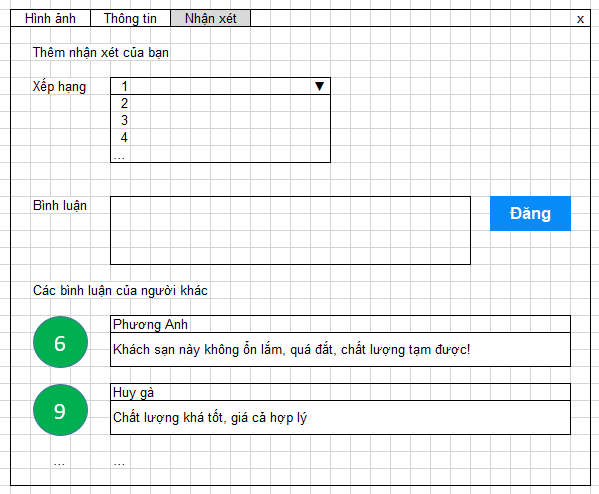 Hình ảnh Thông tin Nhận xét x
Thêm nhận xét của bạn
Xếp hạng 1 ▼
2
3
4
...
Bình luận Đăng
Các bình luận của người khác
Phương Anh
6 Khách sạn này không ổn lắm, quá đắt, chất lượng tạm được!
Huy gà
9 Chất lượng khá tốt, giá cả hợp lý
... ...